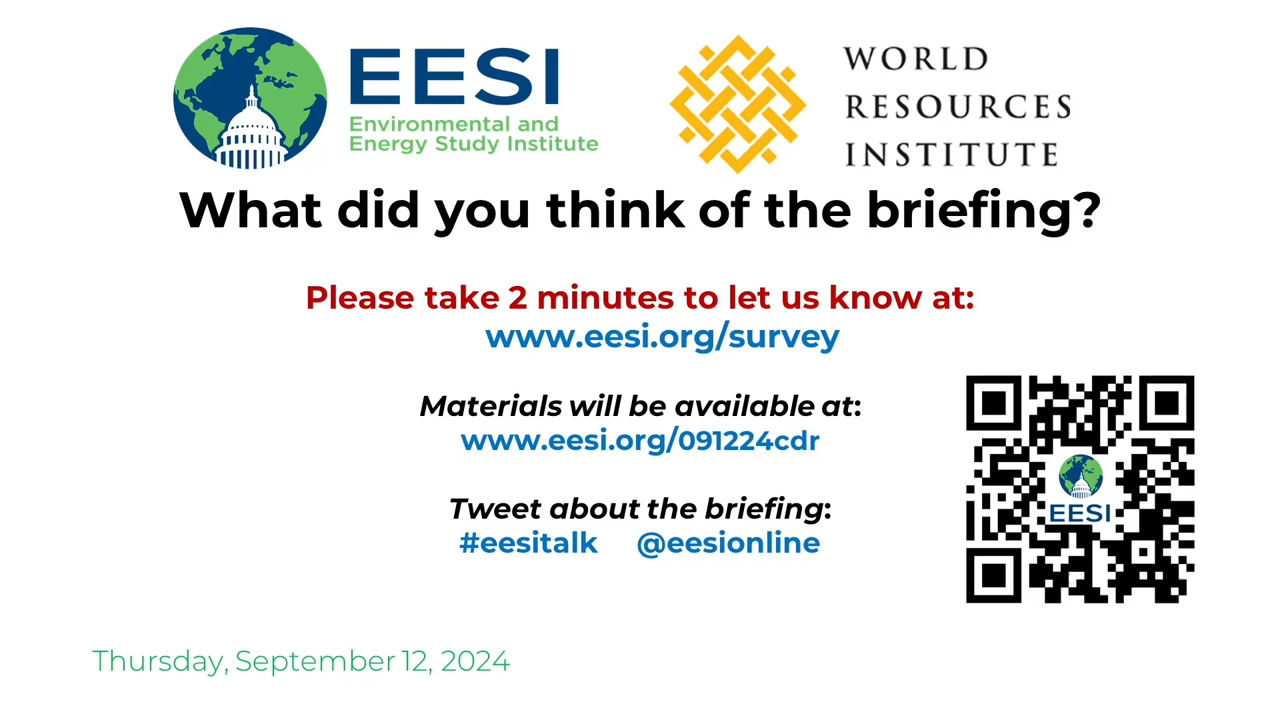 EESI
Environmental and
Energy Study Institute
WORLD
RESOURCES
INSTITUTE
What did you think of the briefing?
Please take 2 minutes to let us know at:
www.eesi.org/survey
Materials will be available at:
www.eesi.org/091224cdr
Tweet about the briefing:
#eesitalk @eesionline
EESI
Thursday, September 12, 2024